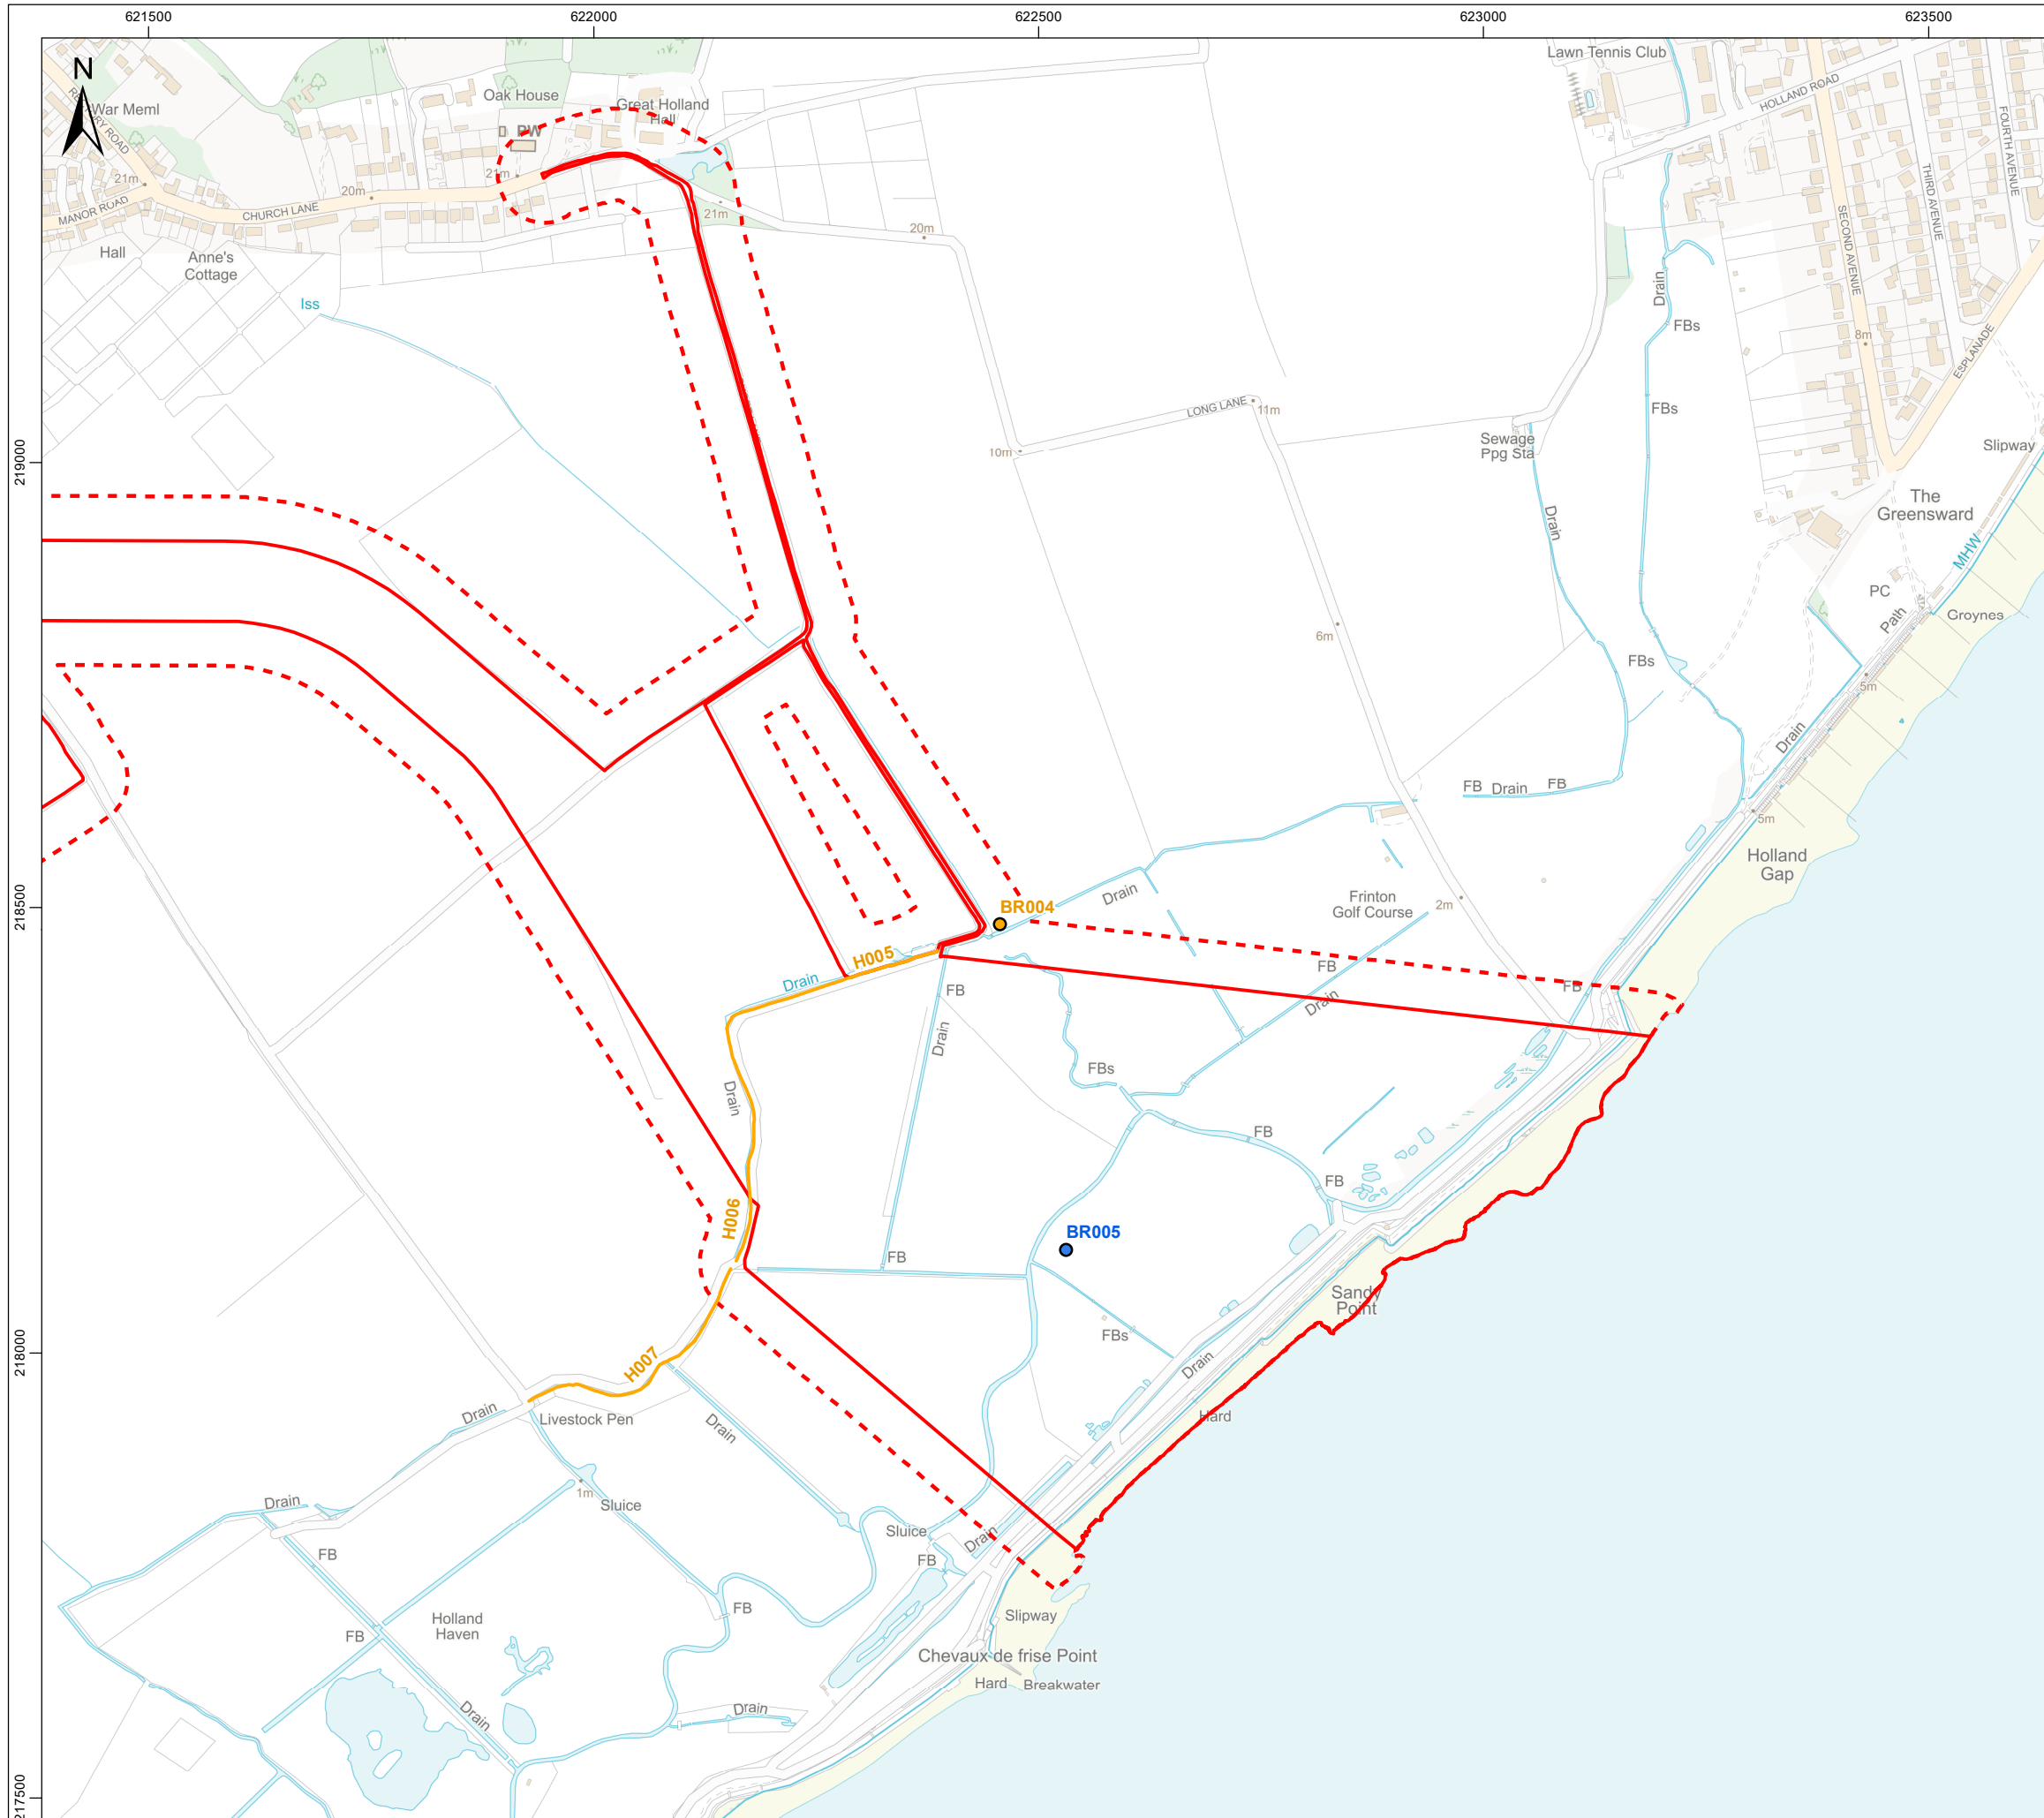 621500
622000
622500
623000
623500
219000
218500
218000
217500
N
War Meml
Oak House
PW
Great Holland
Hall
21m
MANOR ROAD
20m
CHURCH LANE
21m
21m
20m
Hall
Anne's
Cottage
Iss
Lawn Tennis Club
HOLLAND ROAD
FOURTH AVENUE
THIRD AVENUE
SECOND AVENUE
ESPLANADE
Drain
FBs
8m
FBs
LONG LANE
11m
10m
Sewage
Ppg Sta
Drain
Slipway
The
Greensward
MHW
PC
Path
Groynes
6m
FBs
5m
Drain
FB
Drain
FB
5m
Holland
Gap
Frinton
Golf Course
2m
BR004
Drain
H005
Drain
FB
FB
Drain
FB
Drain
Drain
FBs
FB
FB
H006
BR005
FB
Sandy
Point
FBs
Drain
H007
Hard
Livestock Pen
Drain
Drain
1m
Sluice
Drain
Sluice
FB
Drain
FB
FB
Holland
Haven
FB
Slipway
Chevaux de frise Point
Hard
Breakwater
Drain
Drain